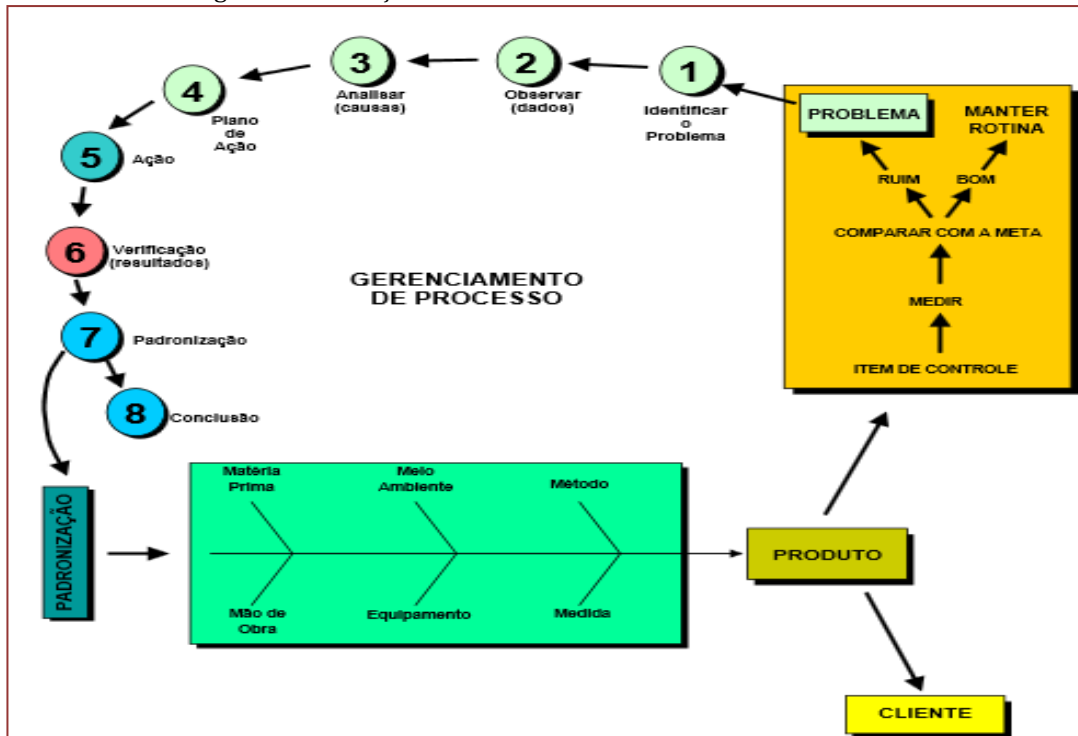 1
Identificar
o
Problema
2
Observar
(dados)
3
Analisar
(causas)
4
Plano
de
Ação
5
Ação
6
Verificação
(resultados)
7
Padronização
8
Conclusão
GERENCIAMENTO
DE PROCESSO
PROBLEMA
MANTER
ROTINA
RUIM
BOM
COMPARAR COM A META
MEDIR
ITEM DE CONTROLE
PADRONIZAÇÃO
Matéria
Prima
Meio
Ambiente
Método
Mão de
Obra
Equipamento
Medida
PRODUTO
CLIENTE